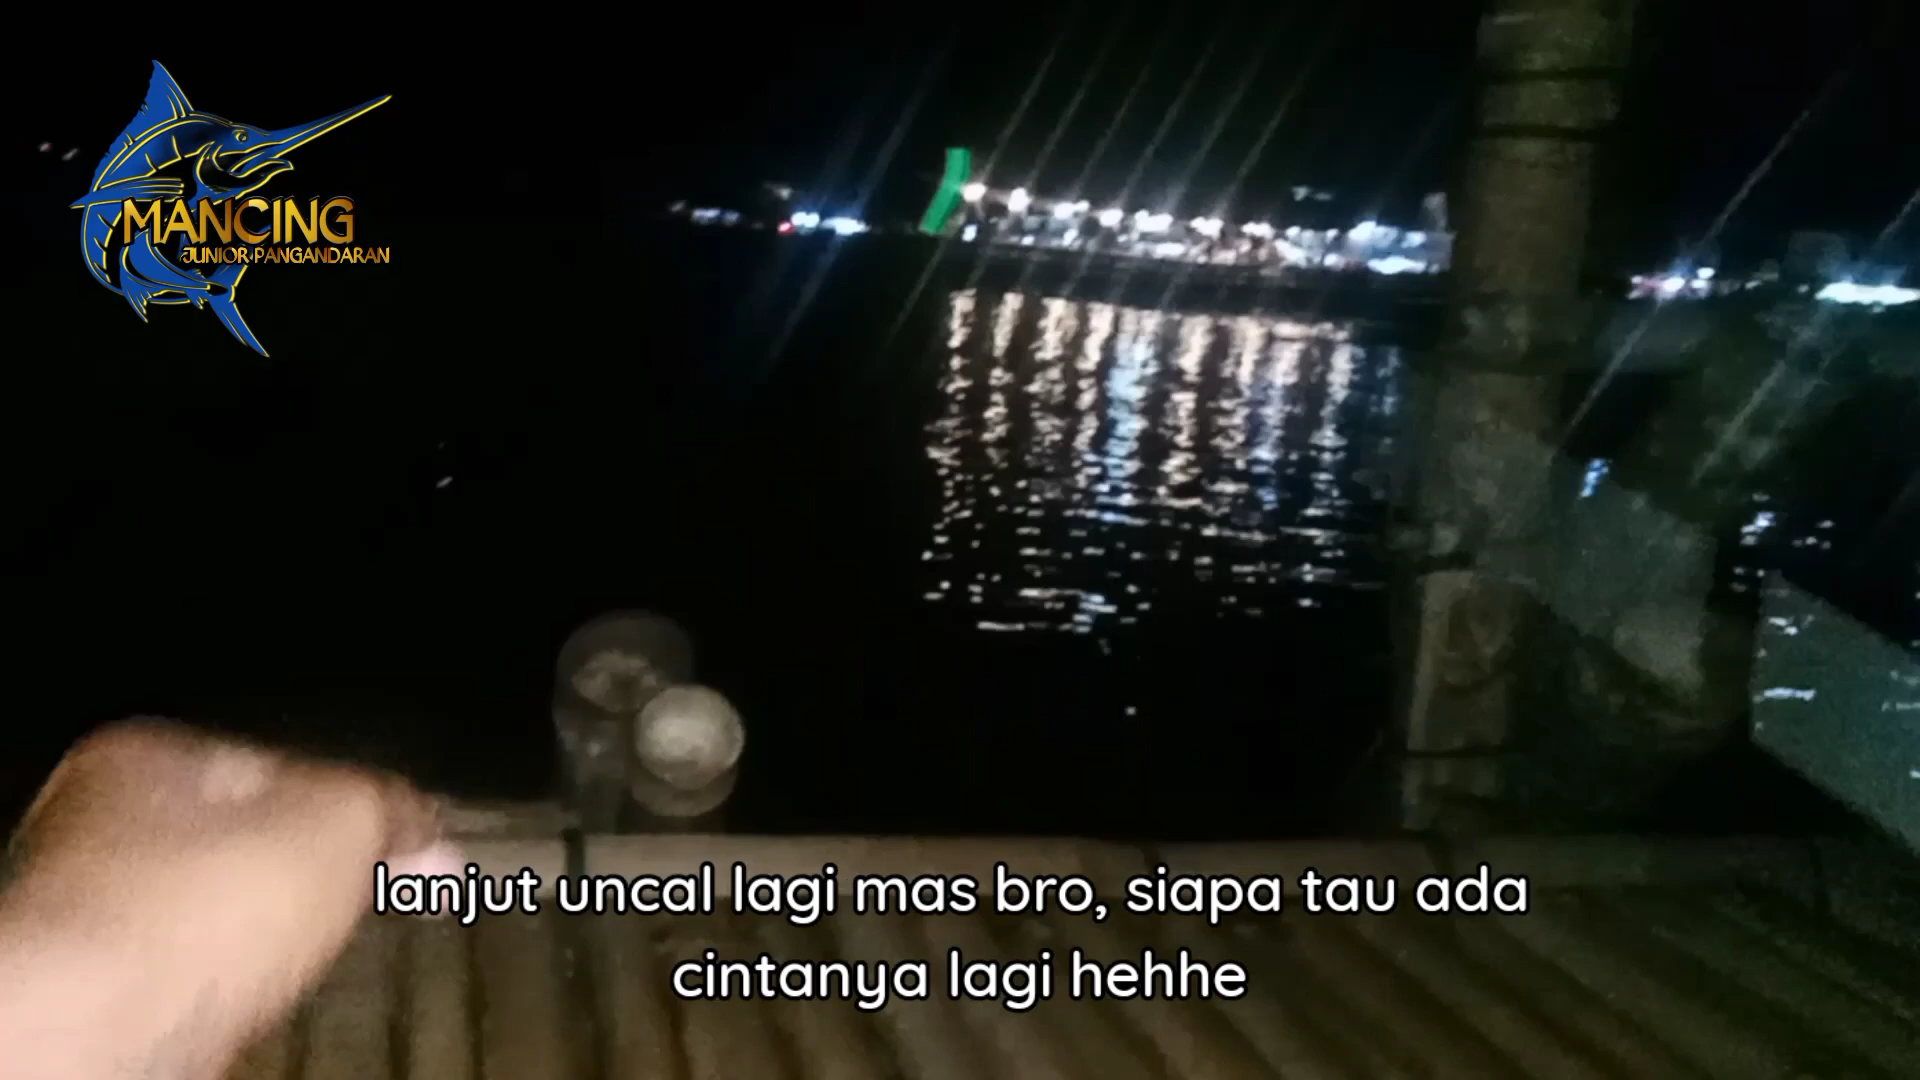 MANCING
JUNIOR PANGANDARAN
lanjut uncal lagi mas bro, siapa tau ada
cintanya lagi hehhe